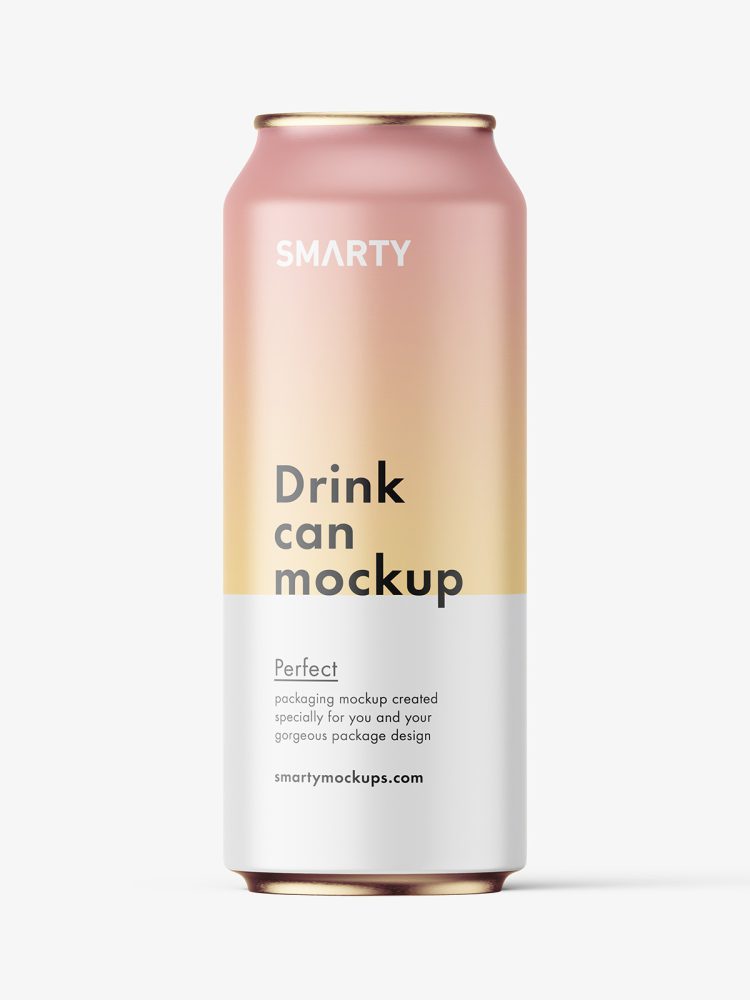 SMARTY
Drink
can
mockup
Perfect
packaging mockup created
specially for you and your
gorgeous package design
smartymockups.com